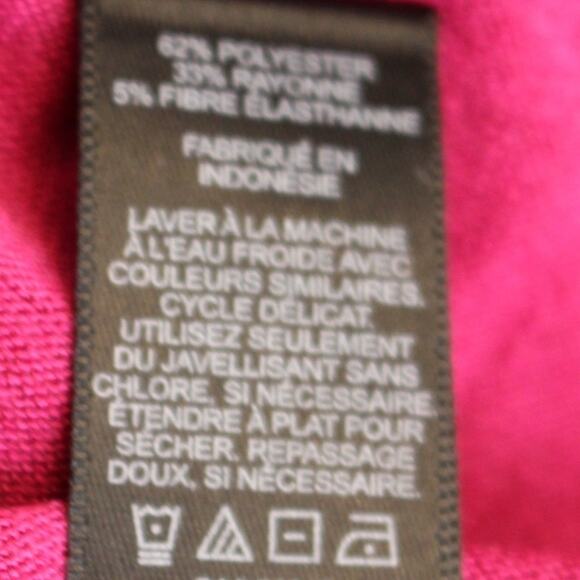 62% POLYESTER
33% RAYONNE
5% FIBRE ÉLASTHANNE
FABRIQUÉ EN
INDONÉSIE
LAVER À LA MACHINE
À L'EAU FROIDE AVEC
COULEURS SIMILAIRES.
CYCLE DÉLICAT.
UTILISEZ SEULEMENT
DU JAVELLISANT SANS
CHLORE, SI NÉCESSAIRE.
ÉTENDRE À PLAT POUR
SÉCHER. REPASSAGE
DOUX, SI NÉCESSAIRE.